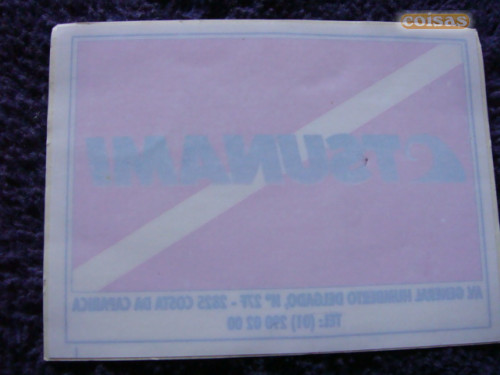 coisas
TSUNAMI
AV. GENERAL HUMBERTO DELGADO, Nº 27F - 2825 COSTA DA CAPARICA
TEL: (01) 290 02 00